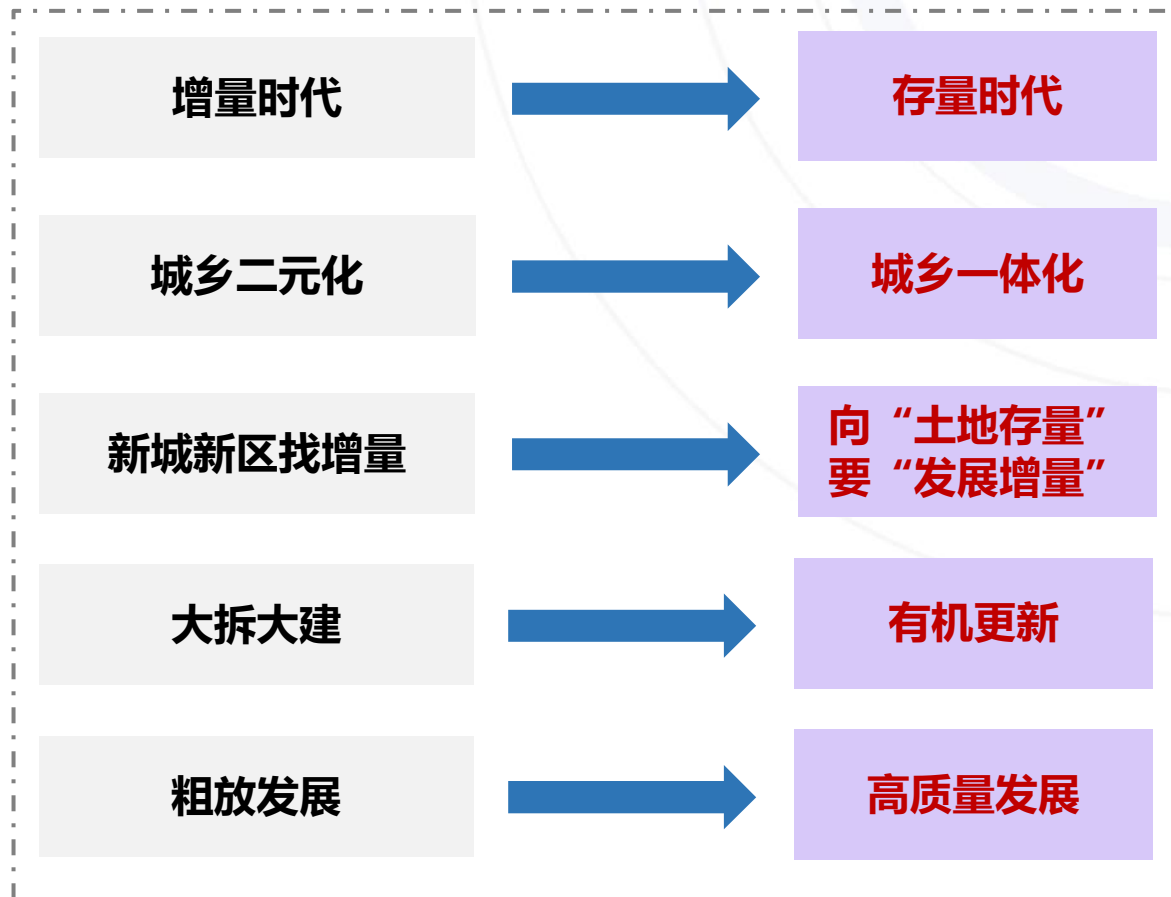 增量时代
存量时代
城乡二元化
城乡一体化
新城新区找增量
向“土地存量”
要“发展增量”
大拆大建
有机更新
粗放发展
高质量发展